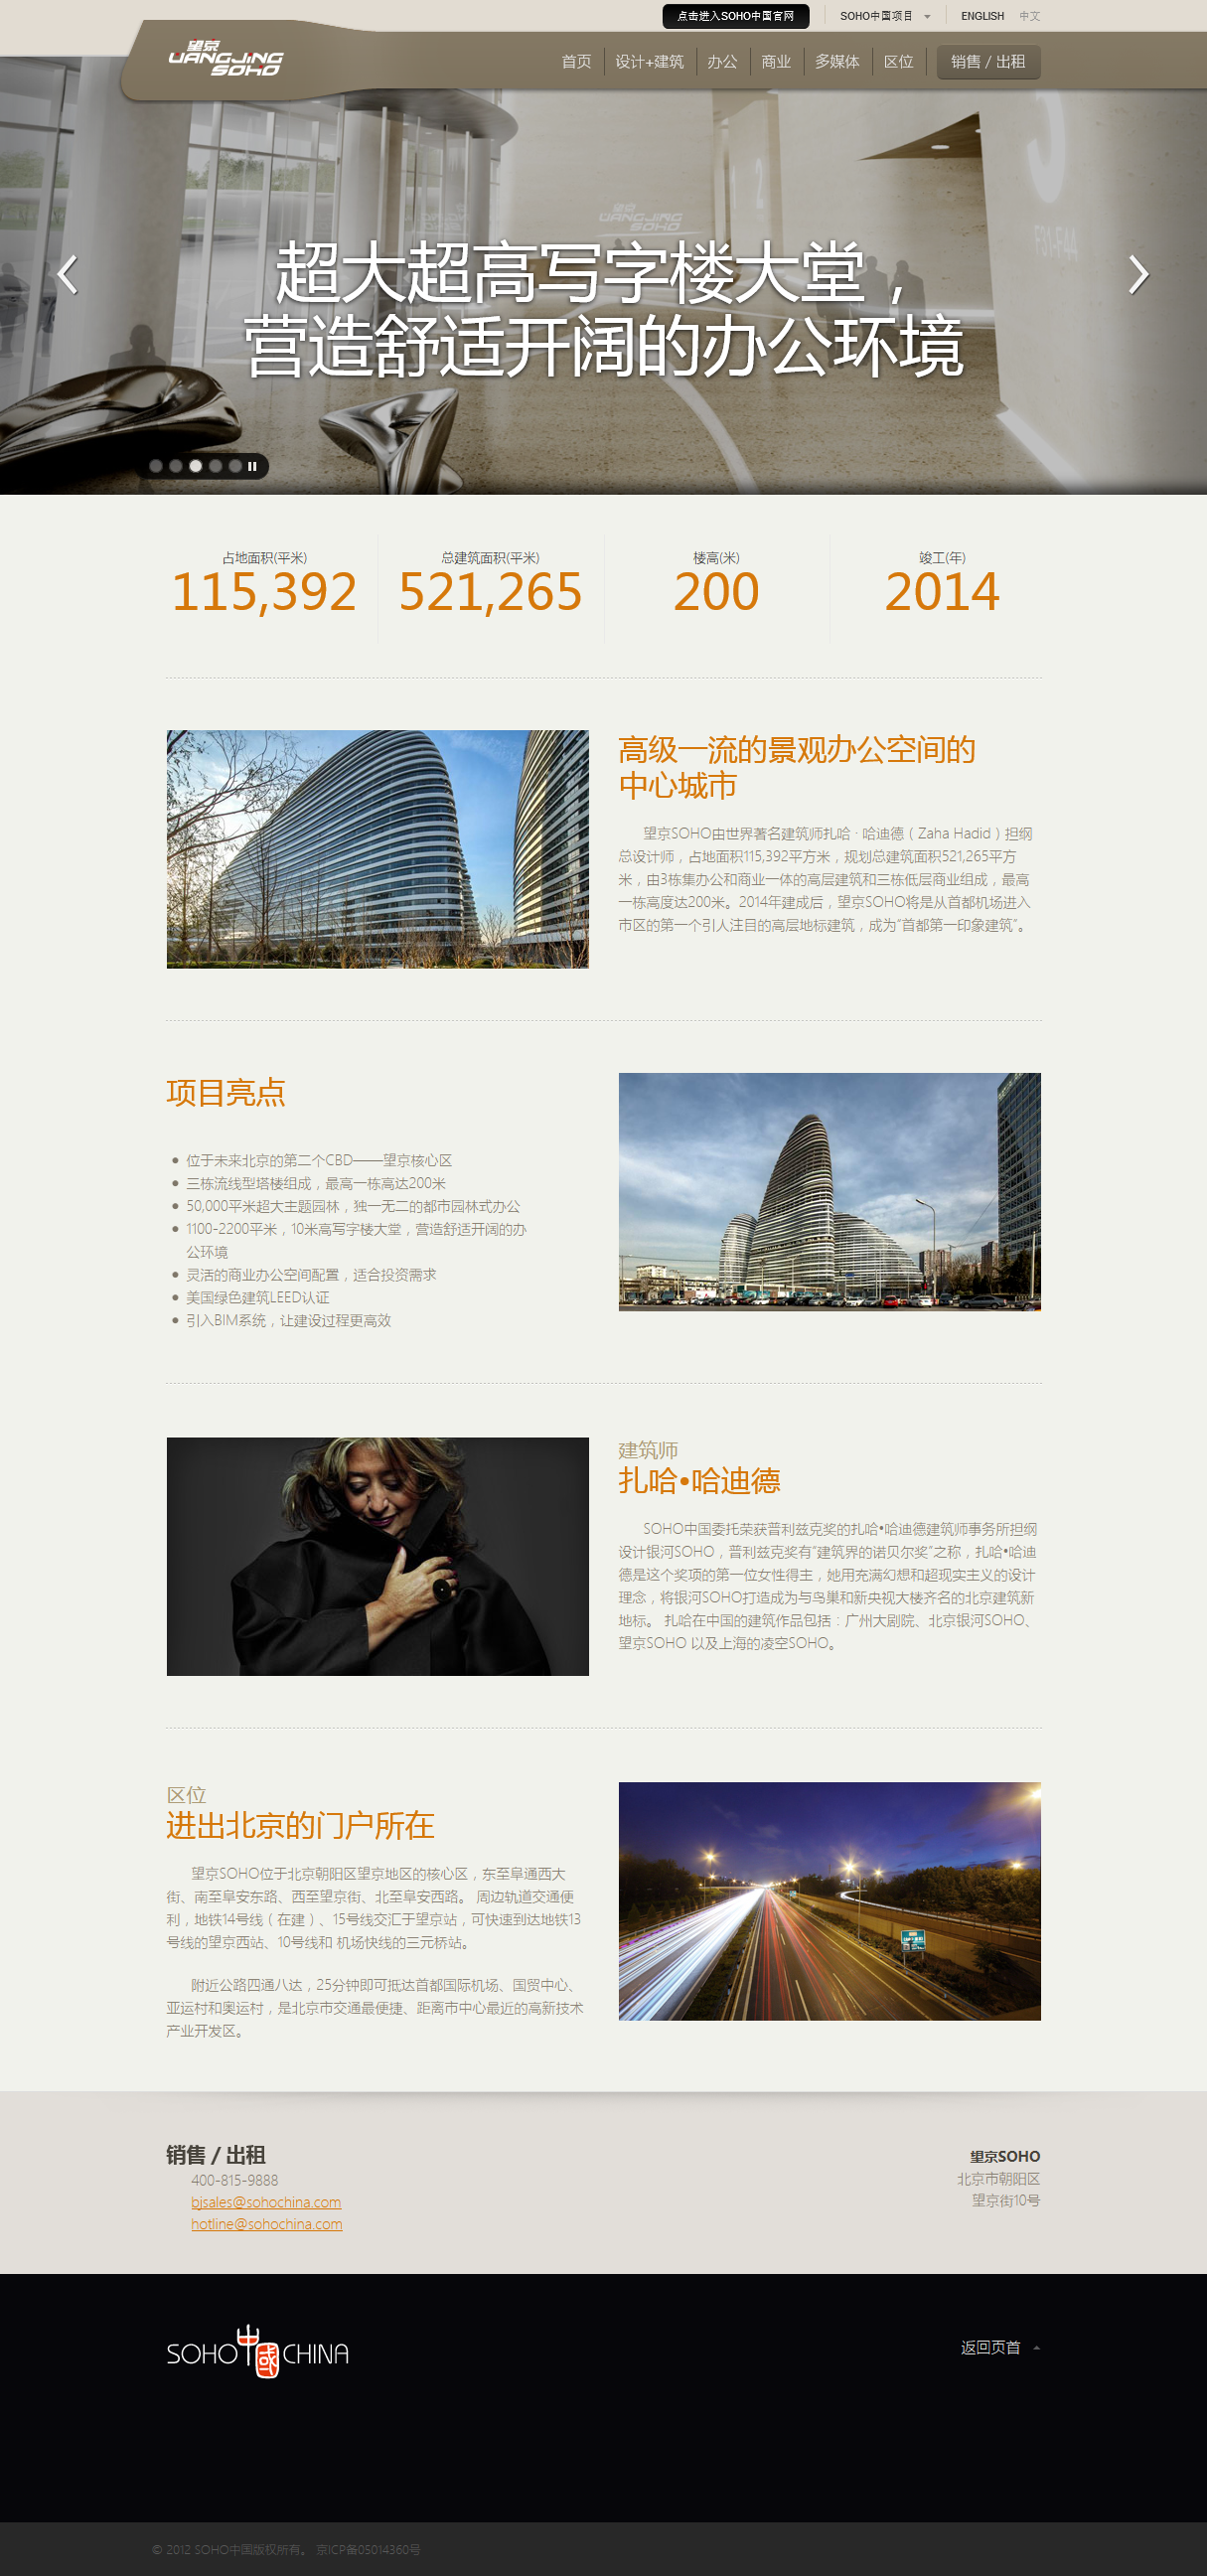 点击进入SOHO中国官网
SOHO中国项目
ENGLISH 中文
望京
WANGJING
SOHO
首页 设计+建筑 办公 商业 多媒体 区位 销售 / 出租
1 2
望京
WANGJING
SOHO
F31-F44
超大超高写字楼大堂，
营造舒适开阔的办公环境
占地面积(平米) 总建筑面积(平米) 楼高(米) 竣工(年)
115,392 521,265 200 2014
高级一流的景观办公空间的
中心城市
望京SOHO由世界著名建筑师扎哈 · 哈迪德（Zaha Hadid）担纲
总设计师，占地面积115,392平方米，规划总建筑面积521,265平方
米，由3栋集办公和商业一体的高层建筑和三栋低层商业组成，最高
一栋高度达200米。2014年建成后，望京SOHO将是从首都机场进入
市区的第一个引人注目的高层地标建筑，成为“首都第一印象建筑”。
项目亮点
• 位于未来北京的第二个CBD——望京核心区
• 三栋流线型塔楼组成，最高一栋高达200米
• 50,000平米超大主题园林，独一无二的都市园林式办公
• 1100-2200平米，10米高写字楼大堂，营造舒适开阔的办
公环境
• 灵活的商业办公空间配置，适合投资需求
• 美国绿色建筑LEED认证
• 引入BIM系统，让建设过程更高效
建筑师
扎哈•哈迪德
SOHO中国委托荣获普利兹克奖的扎哈•哈迪德建筑师事务所担纲
设计银河SOHO，普利兹克奖有“建筑界的诺贝尔奖”之称，扎哈•哈迪
德是这个奖项的第一位女性得主，她用充满幻想和超现实主义的设计
理念，将银河SOHO打造成为与鸟巢和新央视大楼齐名的北京建筑新
地标。 扎哈在中国的建筑作品包括：广州大剧院、北京银河SOHO、
望京SOHO 以及上海的凌空SOHO。
区位
进出北京的门户所在
望京SOHO位于北京朝阳区望京地区的核心区，东至阜通西大
街、南至阜安东路、西至望京街、北至阜安西路。 周边轨道交通便
利，地铁14号线（在建）、15号线交汇于望京站，可快速到达地铁13
号线的望京西站、10号线和 机场快线的三元桥站。
附近公路四通八达，25分钟即可抵达首都国际机场、国贸中心、
亚运村和奥运村，是北京市交通最便捷、距离市中心最近的高新技术
产业开发区。
销售 / 出租
400-815-9888
bjsales@sohochina.com
hotline@sohochina.com
望京SOHO
北京市朝阳区
望京街10号
SOHO中國CHINA
返回页首
© 2012 SOHO中国版权所有。 京ICP备05014360号